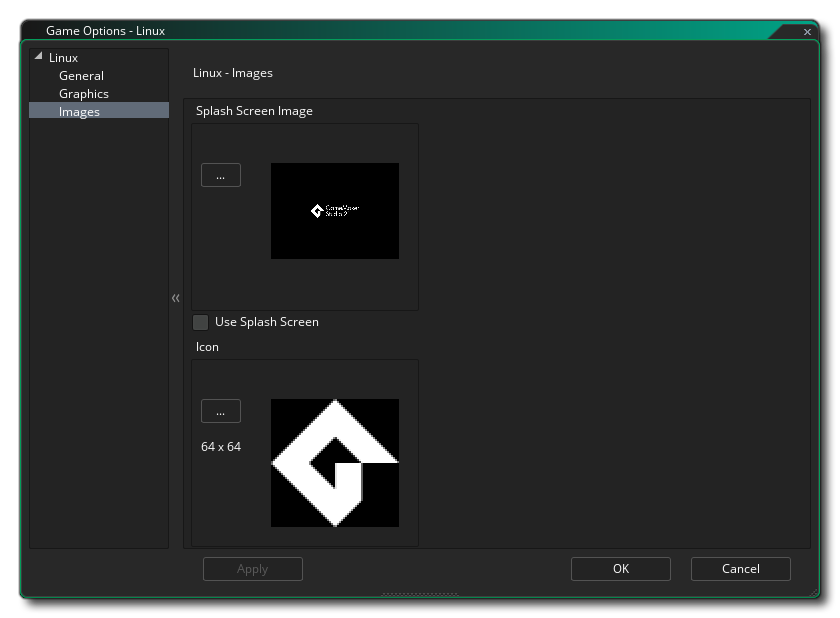 Game Options - Linux
Linux
General
Graphics
Images
Linux - Images
Splash Screen Image
...
GameMaker
Studio 2
Use Splash Screen
Icon
...
64 x 64
Apply
OK
Cancel